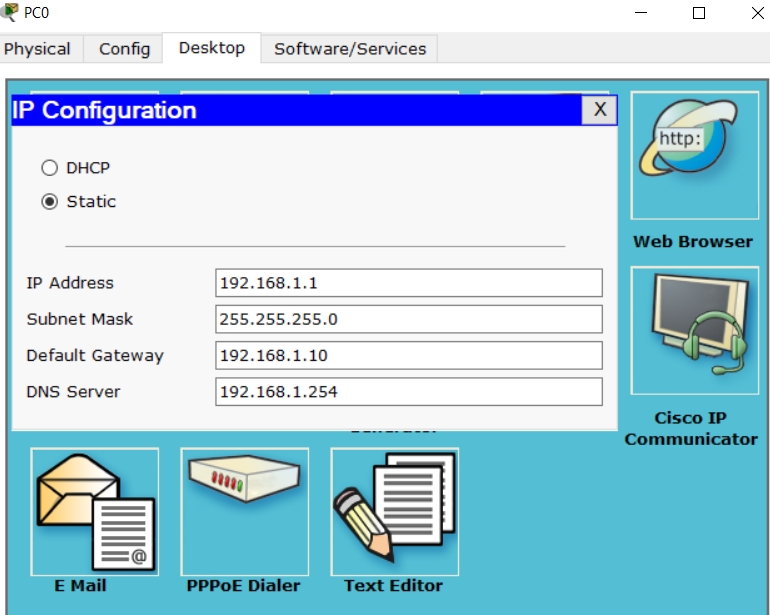 PC0
Physical Config Desktop Software/Services
IP Configuration X
DHCP
Static
IP Address 192.168.1.1
Subnet Mask 255.255.255.0
Default Gateway 192.168.1.10
DNS Server 192.168.1.254
http:
Web Browser
Cisco IP
Communicator
@
E Mail PPPoE Dialer Text Editor